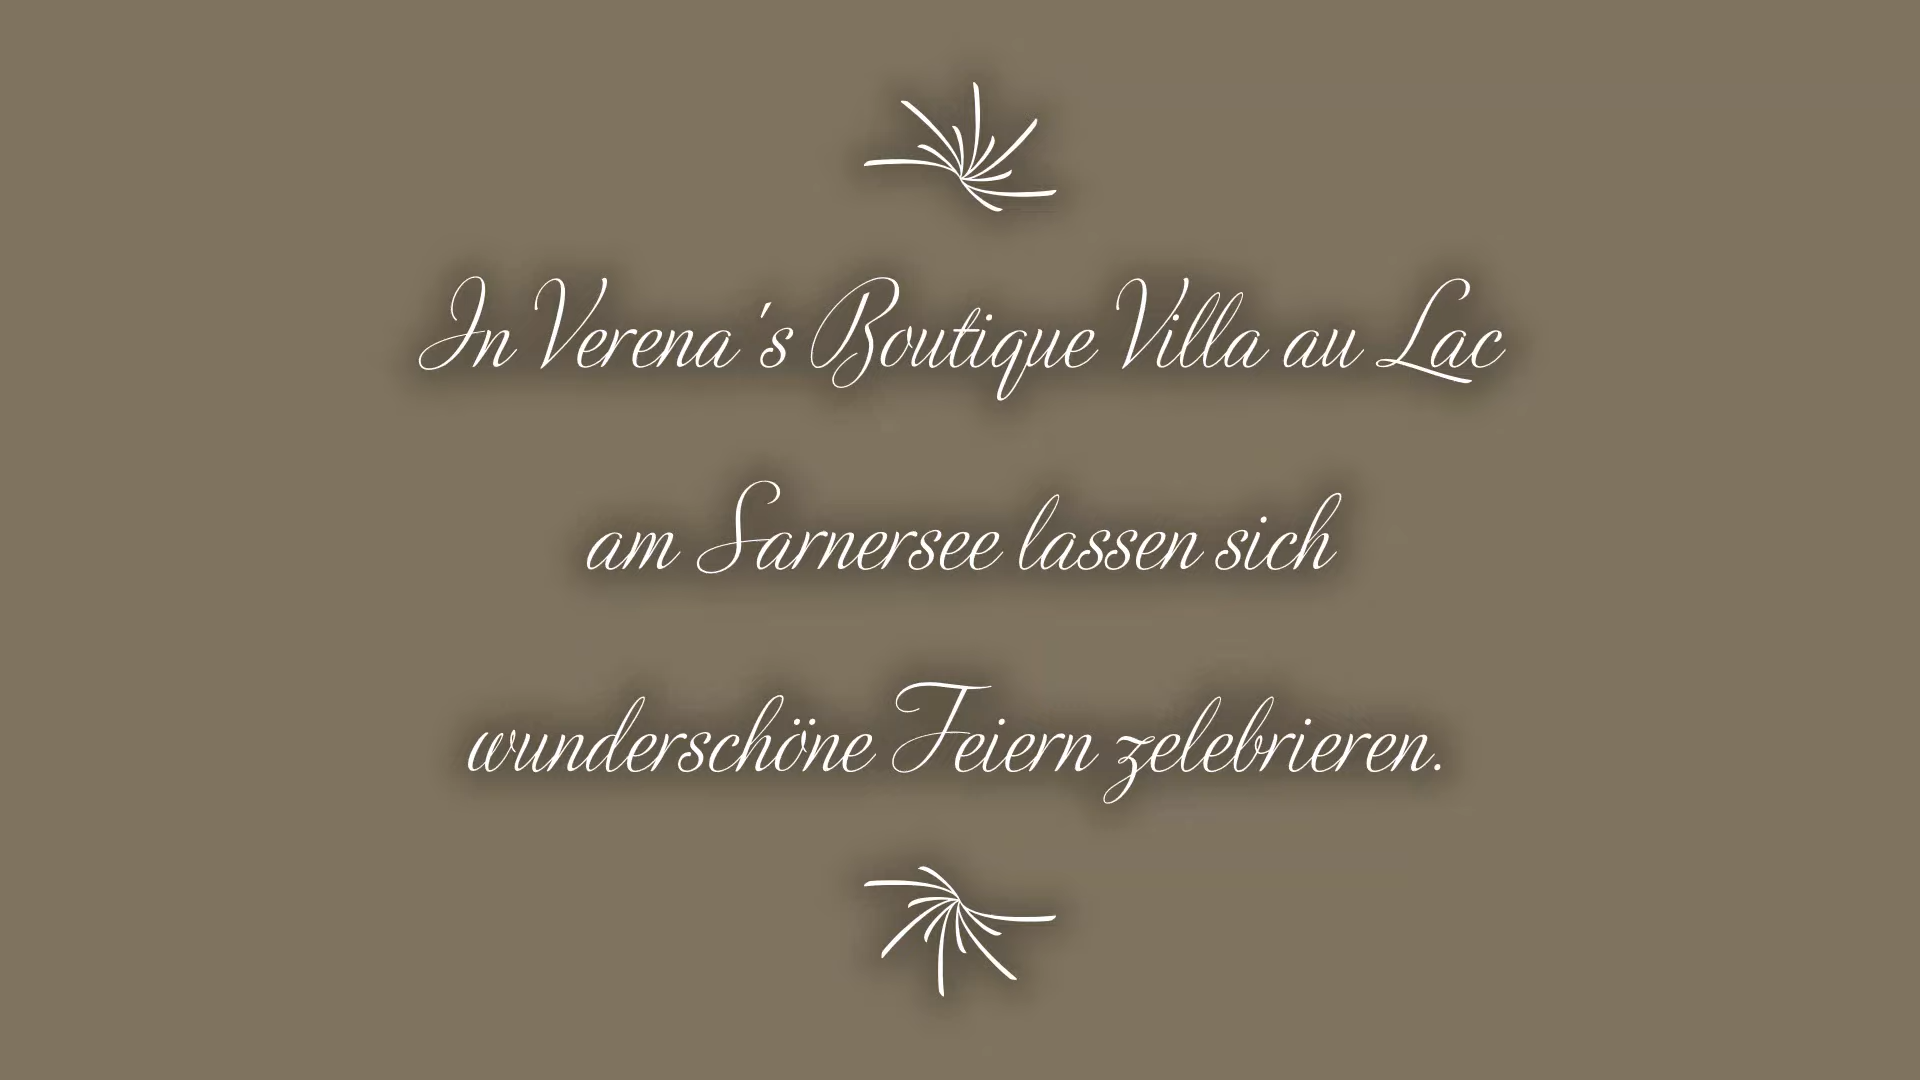 In Verena's Boutique Villa au Lac
am Sarnersee lassen sich
wunderschöne Feiern zelebrieren.